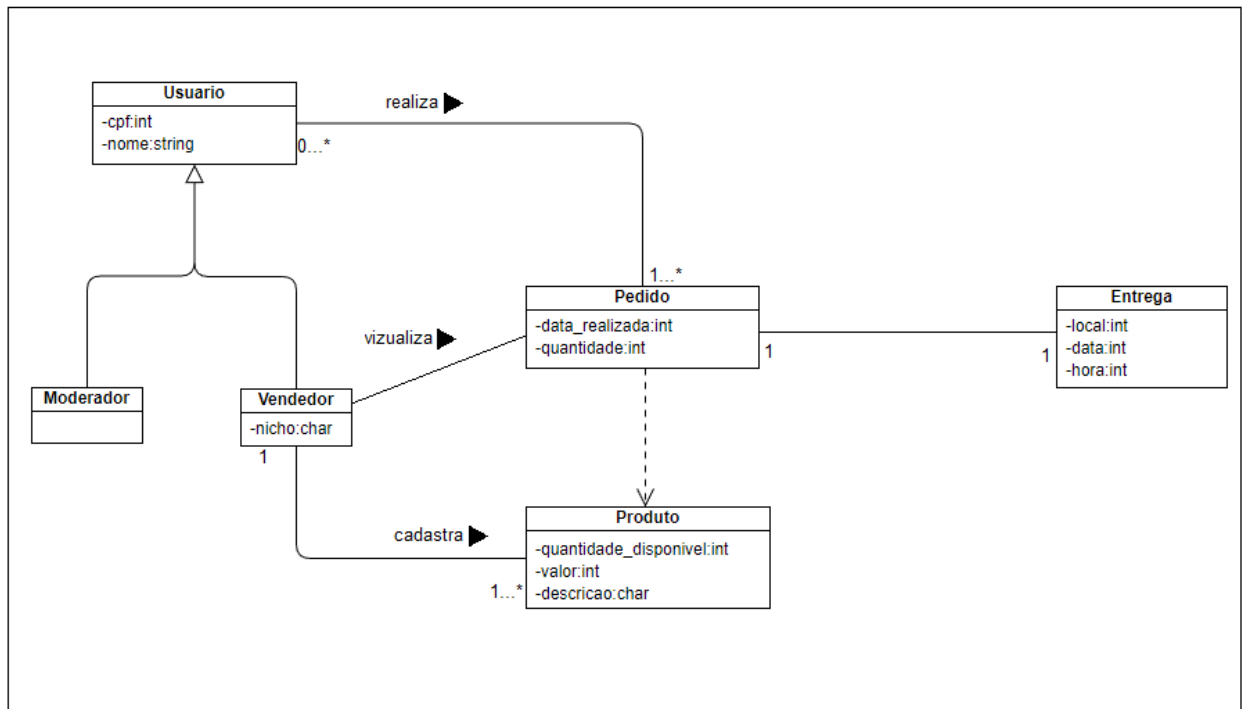 Usuario
-cpf:int
-nome:string
realiza
0...*
1...*
Pedido
-data_realizada:int
-quantidade:int
1
1
Entrega
-local:int
-data:int
-hora:int
vizualiza
Moderador
Vendedor
-nicho:char
1
cadastra
1...*
Produto
-quantidade_disponivel:int
-valor:int
-descricao:char